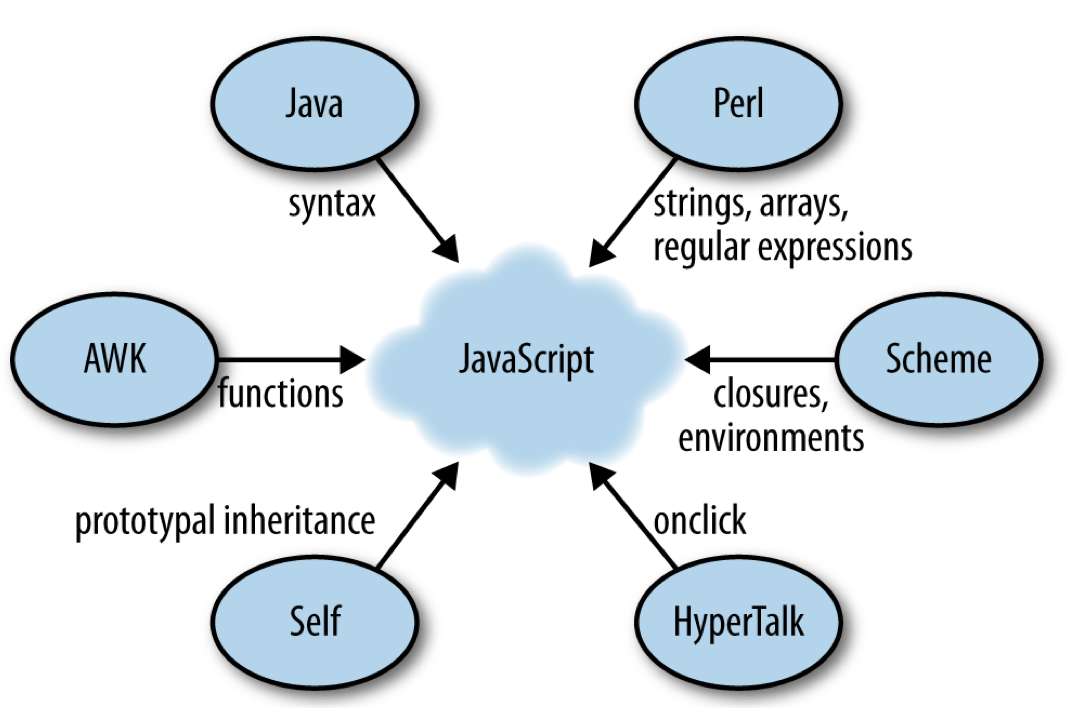 Java
Perl
syntax
strings, arrays,
regular expressions
AWK
JavaScript
Scheme
functions
closures,
environments
prototypal inheritance
onclick
Self
HyperTalk